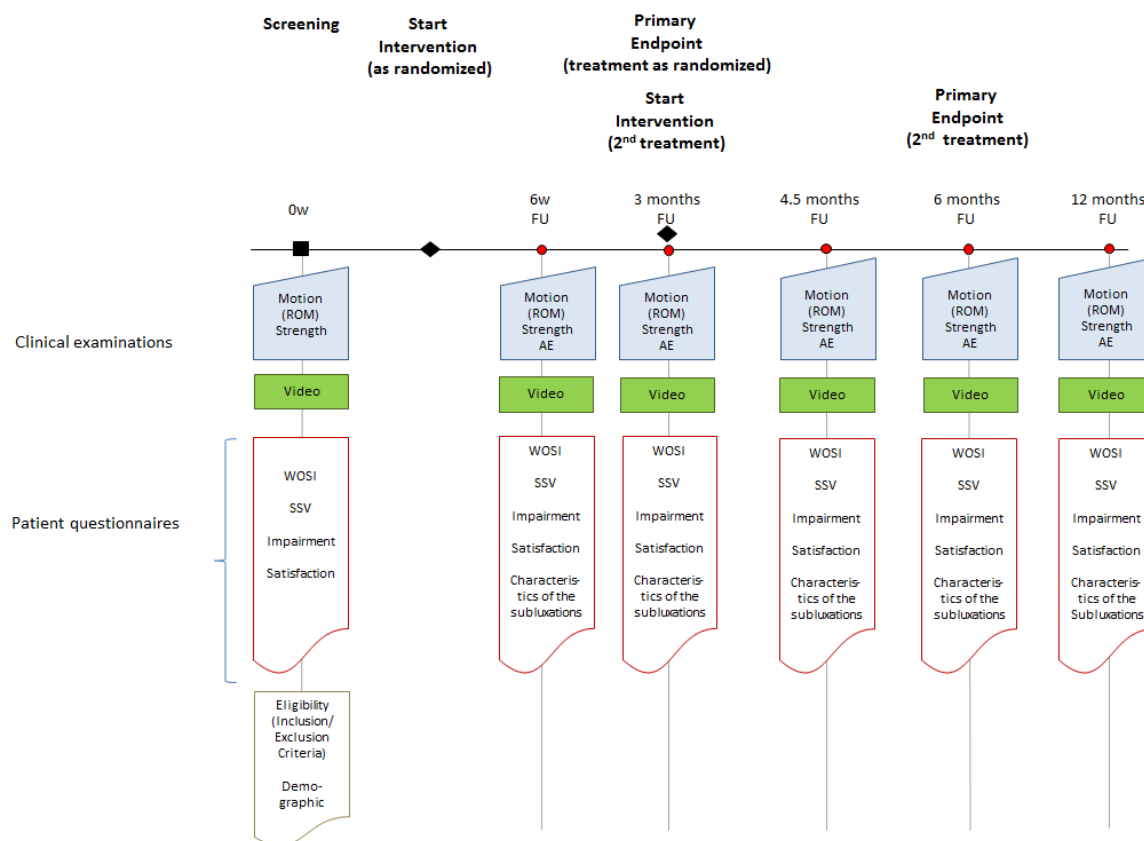 Screening
Start
Intervention
(as randomized)
Primary
Endpoint
(treatment as randomized)
Start
Intervention
(2nd treatment)
Primary
Endpoint
(2nd treatment)
0w
6w
FU
3 months
FU
4.5 months
FU
6 months
FU
12 months
FU
Clinical examinations
Motion
(ROM)
Strength
Motion
(ROM)
Strength
AE
Motion
(ROM)
Strength
AE
Motion
(ROM)
Strength
AE
Motion
(ROM)
Strength
AE
Motion
(ROM)
Strength
AE
Video
Video
Video
Video
Video
Video
Patient questionnaires
WOSI
SSV
Impairment
Satisfaction
WOSI
SSV
Impairment
Satisfaction
Characteris-
tics of the
subluxations
WOSI
SSV
Impairment
Satisfaction
Characteris-
tics of the
subluxations
WOSI
SSV
Impairment
Satisfaction
Characteris-
tics of the
subluxations
WOSI
SSV
Impairment
Satisfaction
Characteris-
tics of the
subluxations
WOSI
SSV
Impairment
Satisfaction
Characteris-
tics of the
Subluxations
Eligibility
(Inclusion/
Exclusion
Criteria)
Demo-
graphic